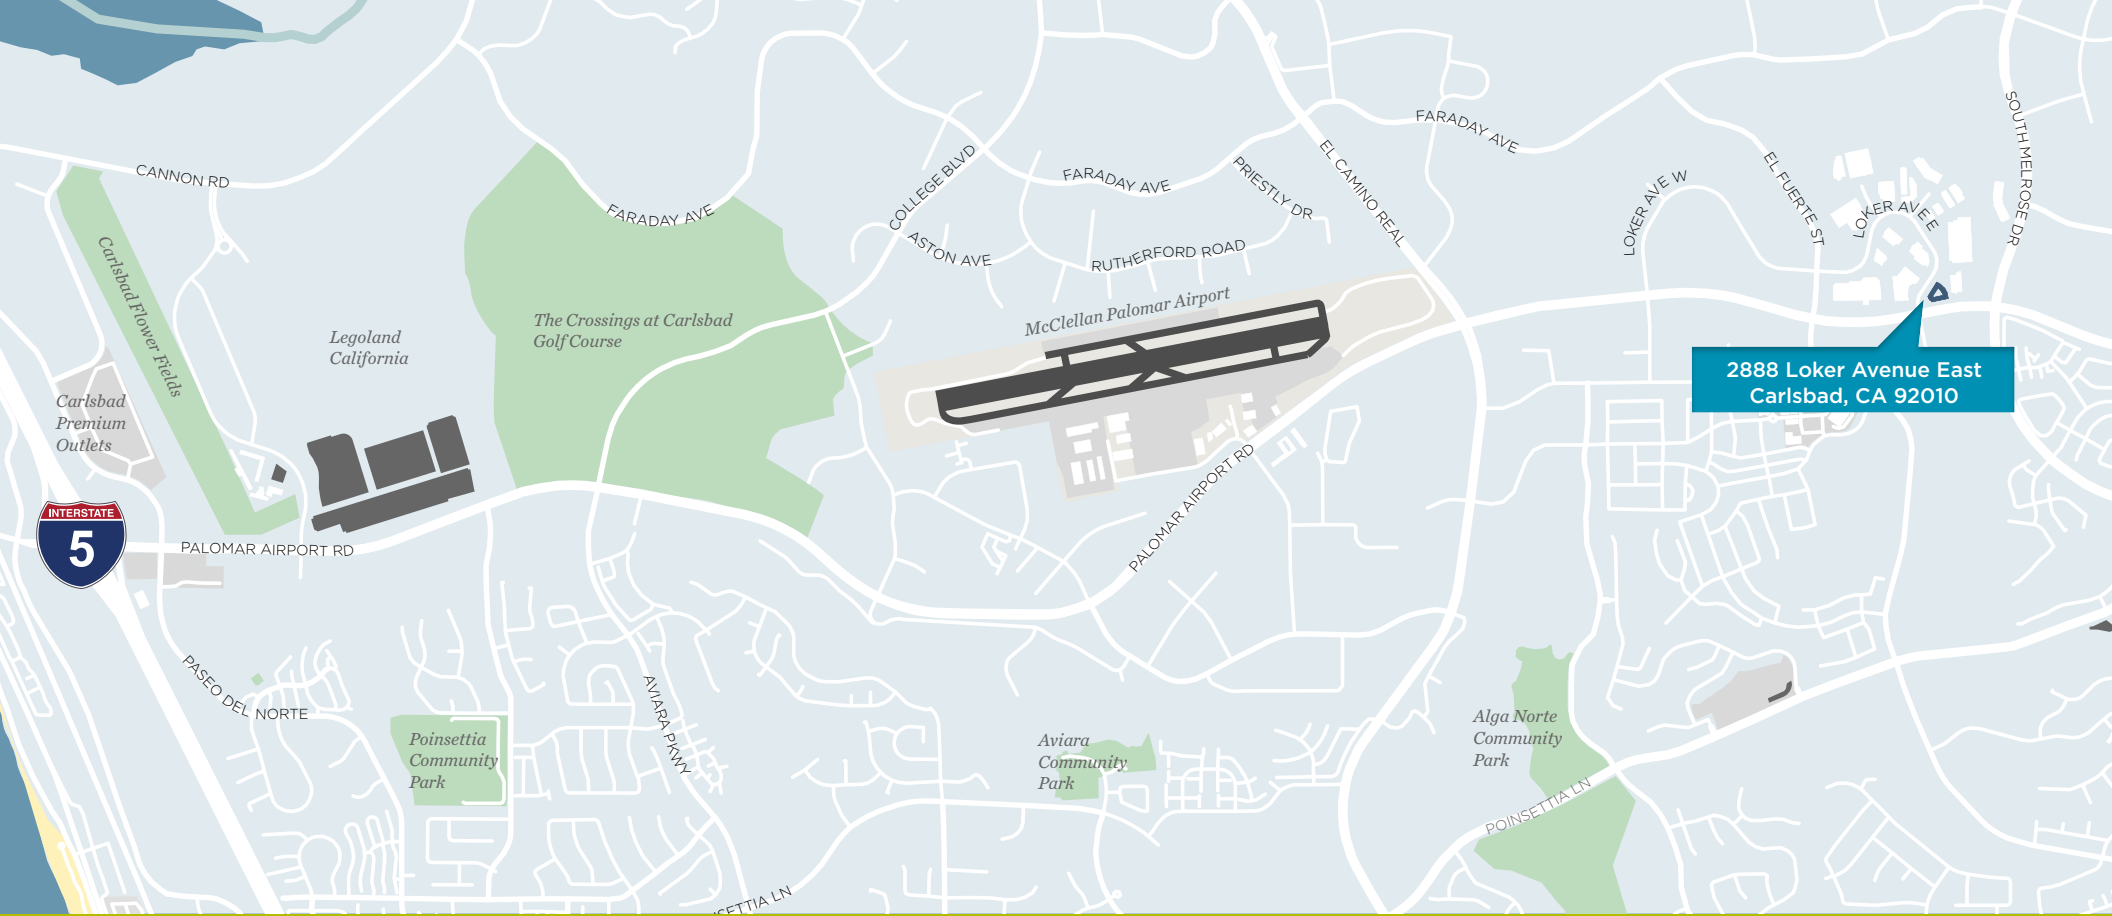 SOUTH MELROSE DR
FARADAY AVE
EL CAMINO REAL
CANNON RD
COLLEGE BLVD
FARADAY AVE
PRIESTLY DR
EL FUERTE ST
LOKER AVE W
LOKER AVE E
FARADAY AVE
ASTON AVE
RUTHERFORD ROAD
Carlsbad Flower Fields
McClellan Palomar Airport
The Crossings at Carlsbad
Golf Course
Legoland
California
2888 Loker Avenue East
Carlsbad, CA 92010
Carlsbad
Premium
Outlets
PALOMAR AIRPORT RD
INTERSTATE
5
PALOMAR AIRPORT RD
PASEO DEL NORTE
AVIARA PKWY
Poinsettia
Community
Park
Aviara
Community
Park
Alga Norte
Community
Park
POINSETTIA LN
SETTIA LN